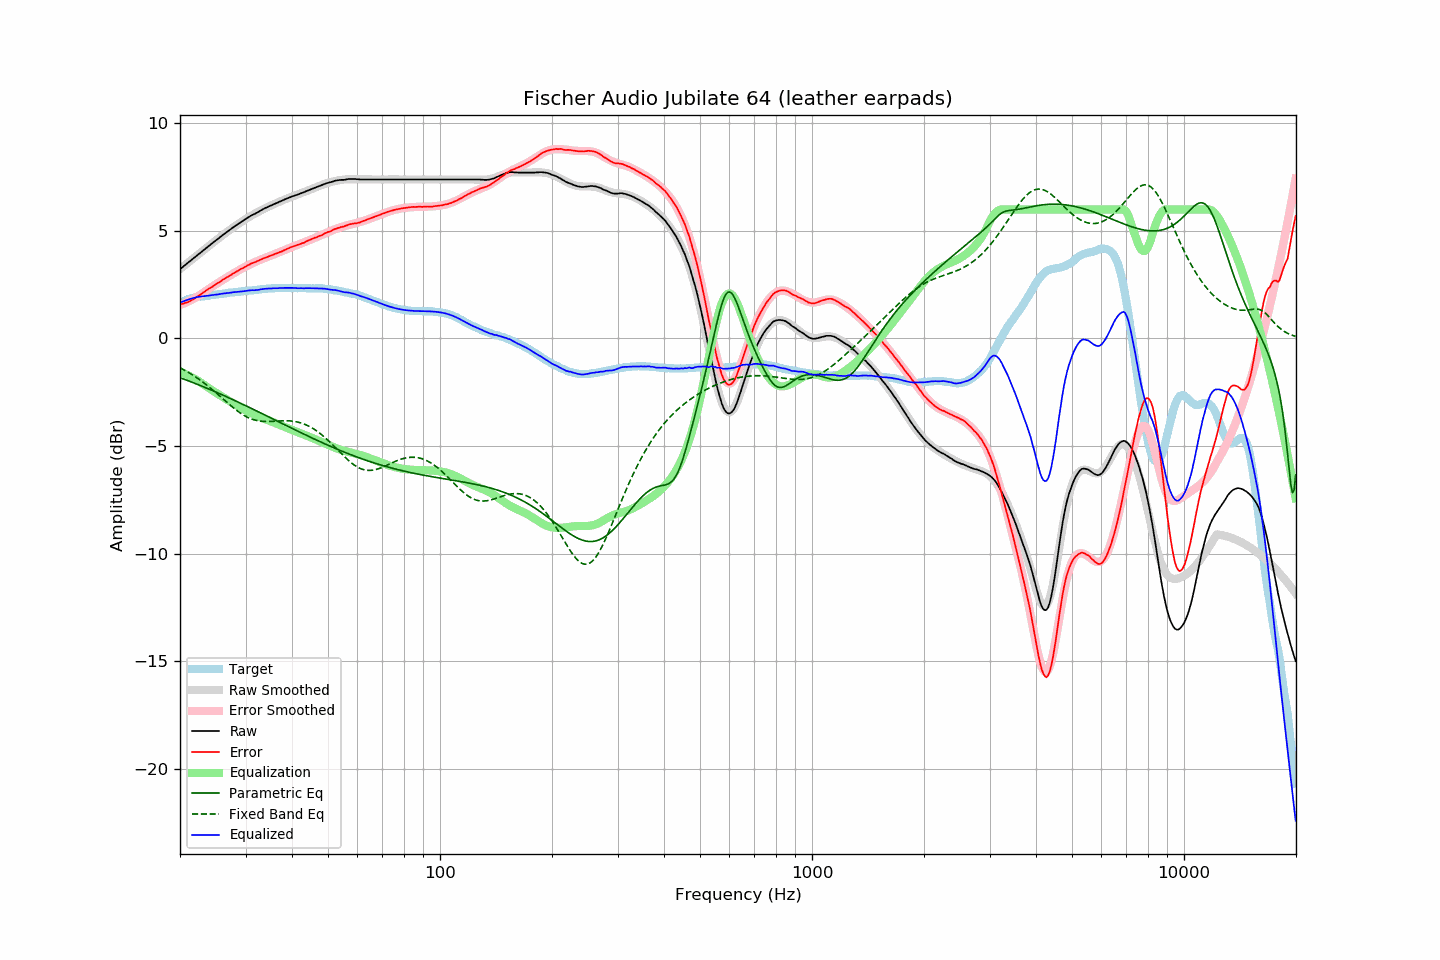 Fischer Audio Jubilate 64 (leather earpads)
Amplitude (dBr)
10
5
0
−5
−10
−15
−20
Target
Raw Smoothed
Error Smoothed
Raw
Error
Equalization
Parametric Eq
Fixed Band Eq
Equalized
100
1000
10000
Frequency (Hz)